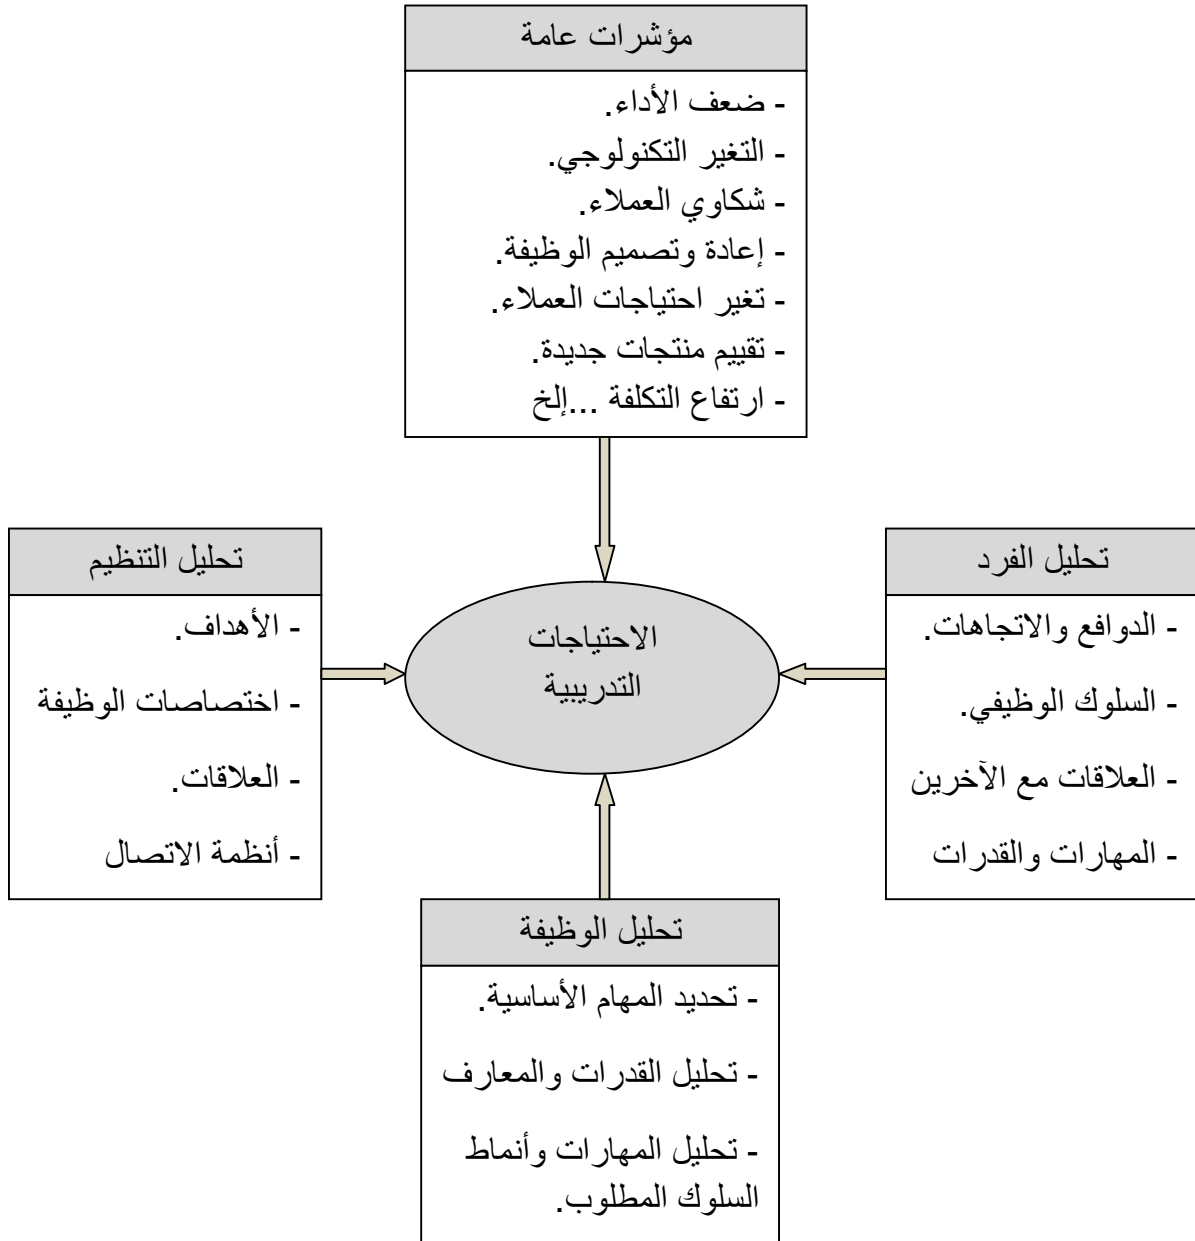 مؤشرات عامة
- ضعف الأداء.
- التغير التكنولوجي.
- شكاوي العملاء.
- إعادة وتصميم الوظيفة.
- تغير احتياجات العملاء.
- تقييم منتجات جديدة.
- ارتفاع التكلفة ...إلخ
تحليل الفرد
- الدوافع والاتجاهات.
- السلوك الوظيفي.
- العلاقات مع الآخرين
- المهارات والقدرات
الاحتياجات
التدريبية
تحليل التنظيم
- الأهداف.
- اختصاصات الوظيفة
- العلاقات.
- أنظمة الاتصال
تحليل الوظيفة
- تحديد المهام الأساسية.
- تحليل القدرات والمعارف
- تحليل المهارات وأنماط
السلوك المطلوب.